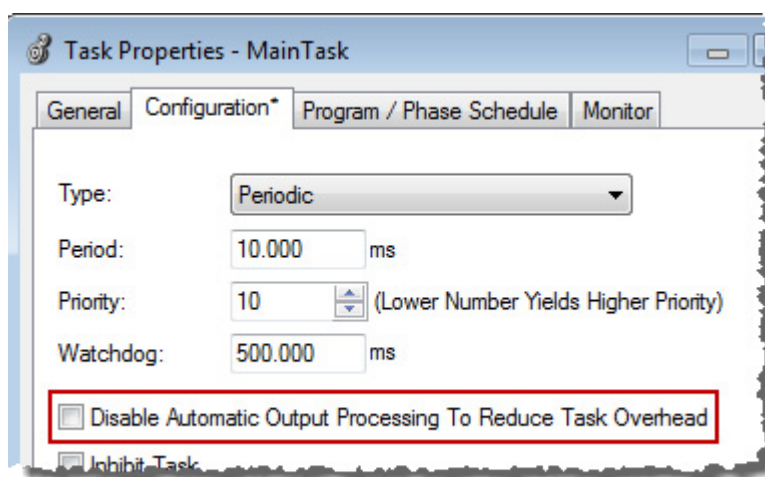 Task Properties - MainTask
General Configuration* Program / Phase Schedule Monitor
Type: Periodic
Period: 10.000 ms
Priority: 10 (Lower Number Yields Higher Priority)
Watchdog: 500.000 ms
Disable Automatic Output Processing To Reduce Task Overhead
Inhibit Task